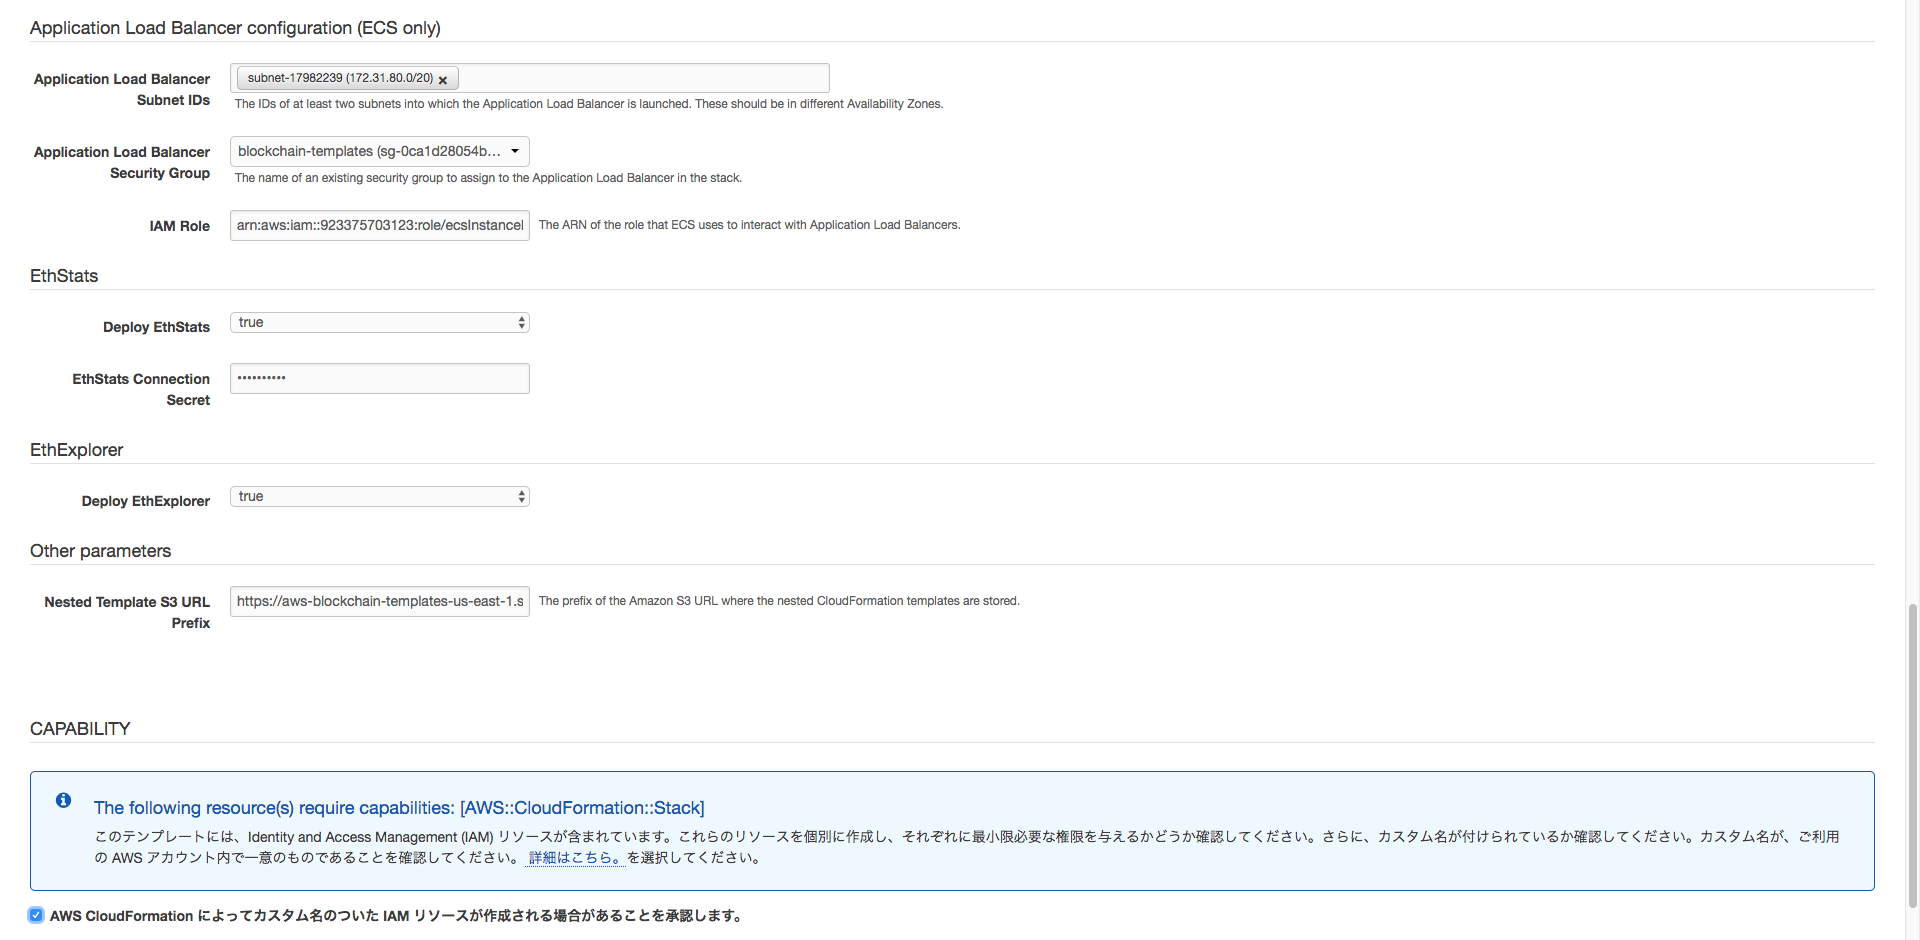 Application Load Balancer configuration (ECS only)
Application Load Balancer
Subnet IDs
subnet-17982239 (172.31.80.0/20) ×
The IDs of at least two subnets into which the Application Load Balancer is launched. These should be in different Availability Zones.
Application Load Balancer
Security Group
blockchain-templates (sg-0ca1d28054b...
The name of an existing security group to assign to the Application Load Balancer in the stack.
IAM Role
arn:aws:iam::923375703123:role/ecsInstancel
The ARN of the role that ECS uses to interact with Application Load Balancers.
EthStats
Deploy EthStats
true
EthStats Connection
Secret
••••••••••
EthExplorer
Deploy EthExplorer
true
Other parameters
Nested Template S3 URL
Prefix
https://aws-blockchain-templates-us-east-1.s
The prefix of the Amazon S3 URL where the nested CloudFormation templates are stored.
CAPABILITY
The following resource(s) require capabilities: [AWS::CloudFormation::Stack]
このテンプレートには、Identity and Access Management (IAM) リソースが含まれています。これらのリソースを個別に作成し、それぞれに最小限必要な権限を与えるかどうか確認してください。さらに、カスタム名が付けられているか確認してください。カスタム名が、ご利用
の AWS アカウント内で一意のものであることを確認してください。 詳細はこちら。を選択してください。
AWS CloudFormation によってカスタム名のついた IAM リソースが作成される場合があることを承認します。